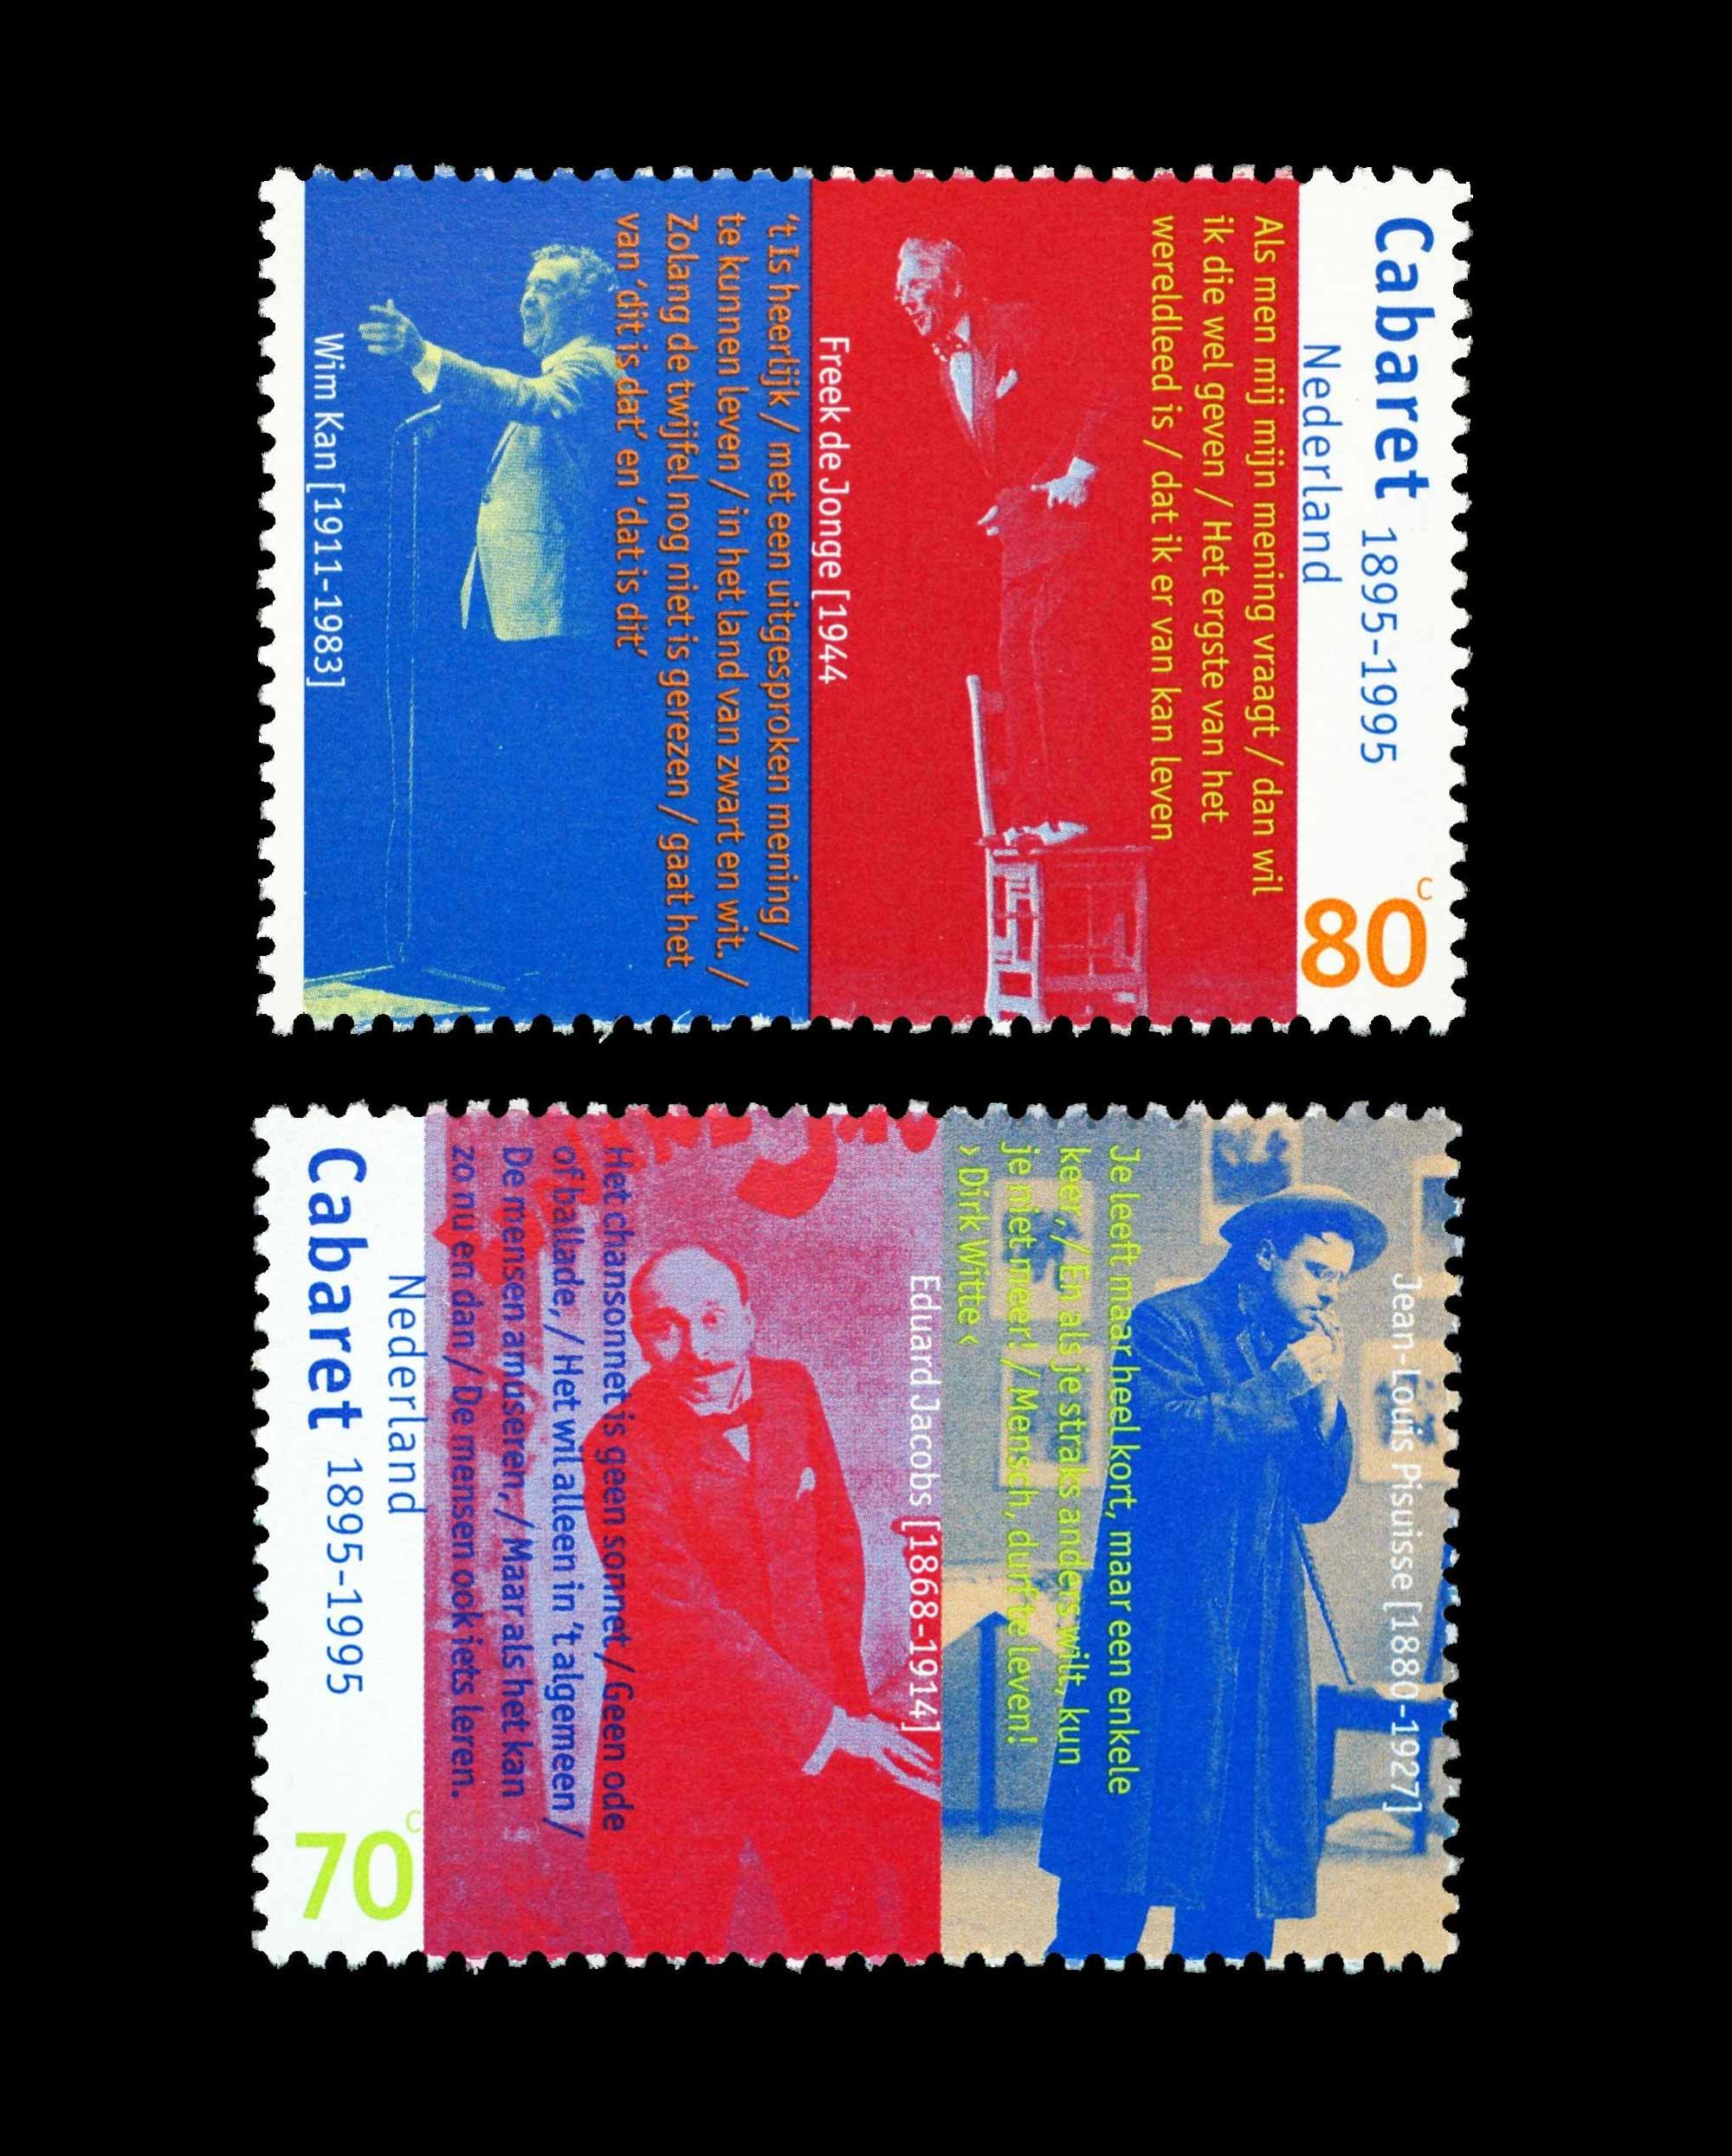 Cabaret 1895-1995
Nederland
80
c
Als men mij mijn mening vraagt / dan wil
ik die wel geven / Het ergste van het
wereldleed is / dat ik er van kan leven
Freek de Jonge [1944
't Is heerlijk / met een uitgesproken mening /
te kunnen leven / in het land van zwart en wit. /
Zolang de twijfel nog niet is gerezen / gaat het
van 'dit is dat' en 'dat is dit'
Wim Kan [1911-1983]
Jean-Louis Pisuisse [1880-1927]
Je leeft maar heel kort, maar een enkele
keer, / En als je straks anders wilt, kun
je niet meer! / Mensch, durf te leven!
› Dirk Witte ‹
Eduard Jacobs [1868-1914]
Het chansonnet is geen sonnet, / Geen ode
of ballade, / Het wil alleen in 't algemeen /
De mensen amuseren, / Maar als het kan
zo nu en dan / De mensen ook iets leren.
Nederland
70
c
Cabaret 1895-1995